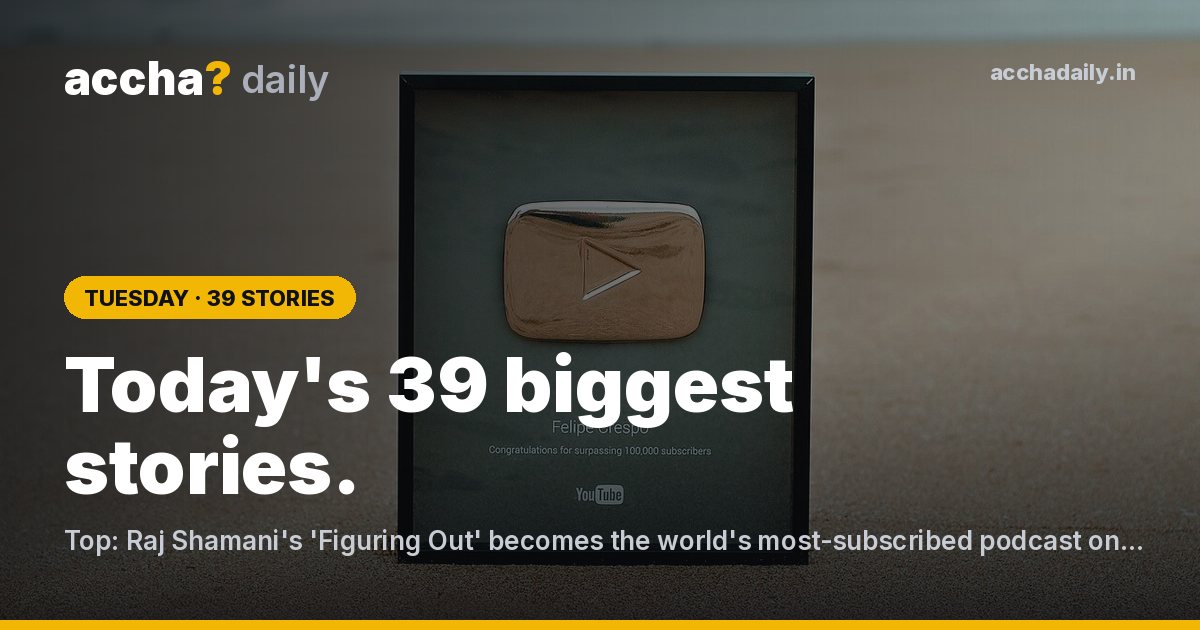 accha? daily
acchadaily.in
TUESDAY · 39 STORIES
Today's 39 biggest
stories.
Felipe Crespo
Congratulations for surpassing 100,000 subscribers
YouTube
Top: Raj Shamani's 'Figuring Out' becomes the world's most-subscribed podcast on...